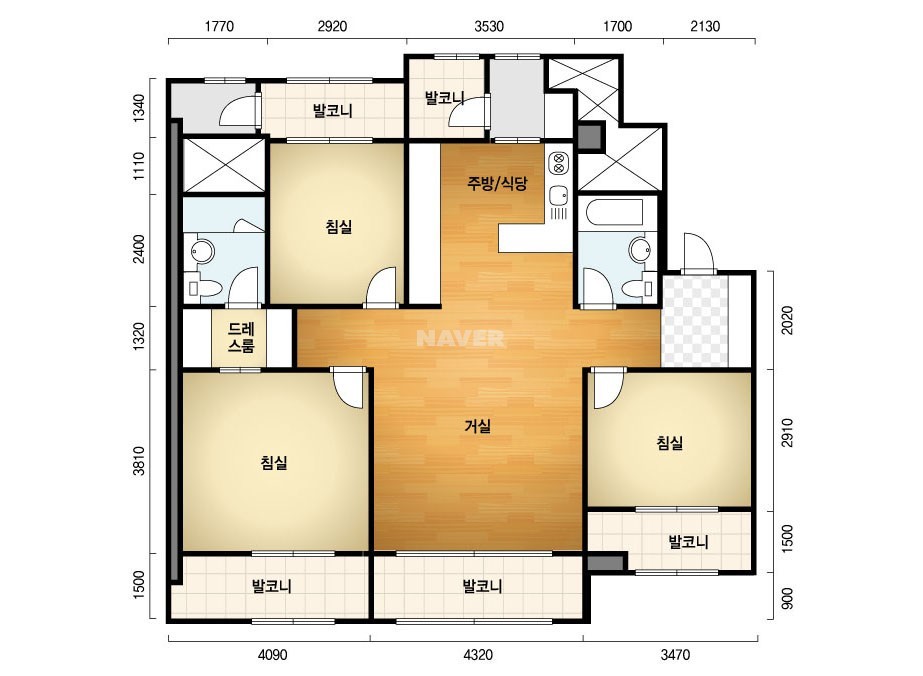 1770
2920
3530
1700
2130
1340
1110
2400
1320
3810
1500
발코니
발코니
주방/식당
침실
드레
스룸
NAVER
거실
침실
침실
발코니
발코니
발코니
2020
2910
1500
900
4090
4320
3470